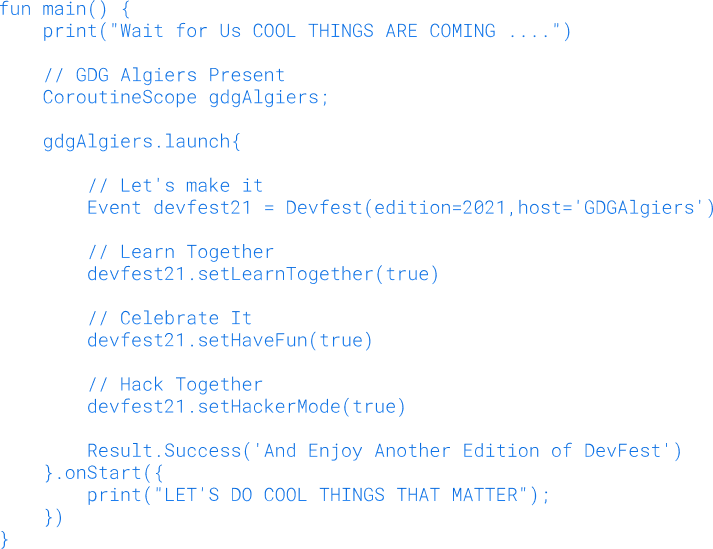 fun main() {
    print("Wait for Us COOL THINGS ARE COMING ....")
    // GDG Algiers Present
    CoroutineScope gdgAlgiers;
    gdgAlgiers.launch{
        // Let's make it
        Event devfest21 = Devfest(edition=2021,host='GDGAlgiers')
        // Learn Together
        devfest21.setLearnTogether(true)
        // Celebrate It
        devfest21.setHaveFun(true)
        // Hack Together
        devfest21.setHackerMode(true)
        Result.Success('And Enjoy Another Edition of DevFest')
    }.onStart({
        print("LET'S DO COOL THINGS THAT MATTER");
    })
}